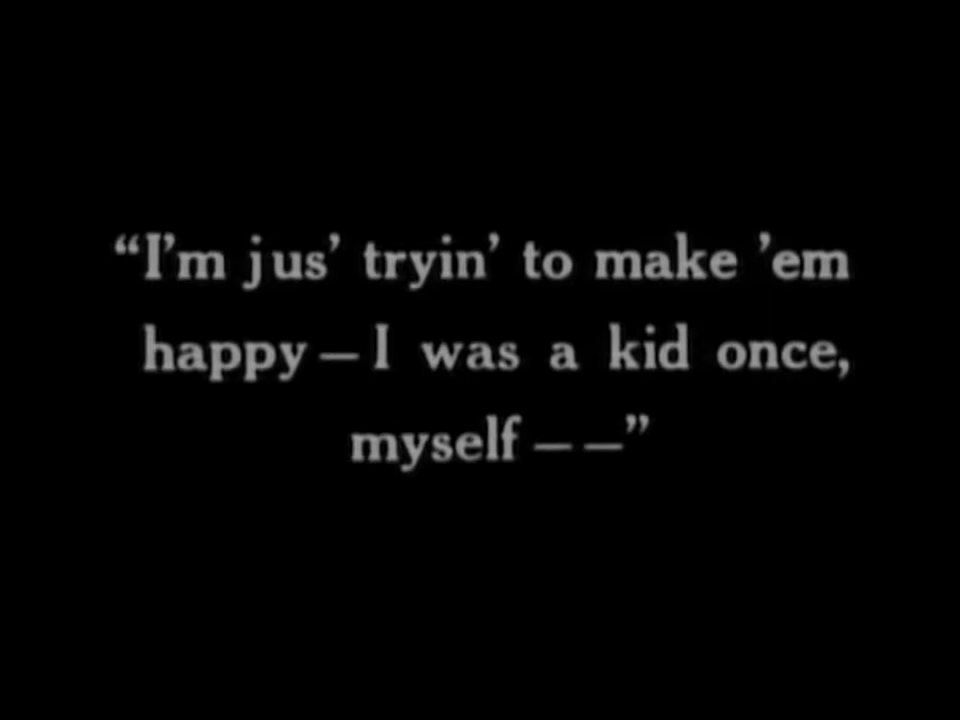 “I’m jus’ tryin’ to make ’em
happy — I was a kid once,
myself — —”